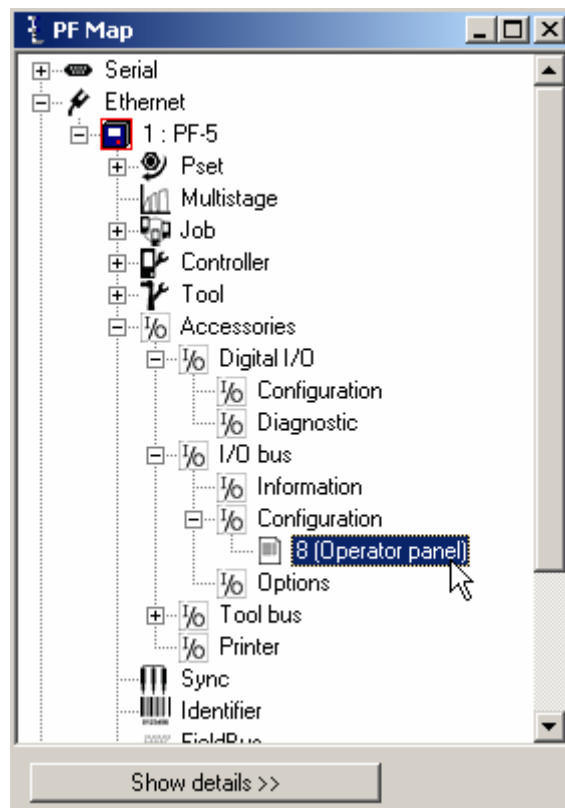 PF Map
Serial
Ethernet
1 : PF-5
Pset
Multistage
Job
Controller
Tool
I/O Accessories
I/O Digital I/O
I/O Configuration
I/O Diagnostic
I/O I/O bus
I/O Information
I/O Configuration
8 (Operator panel)
I/O Options
I/O Tool bus
I/O Printer
Sync
Identifier
FieldBus
Show details >>